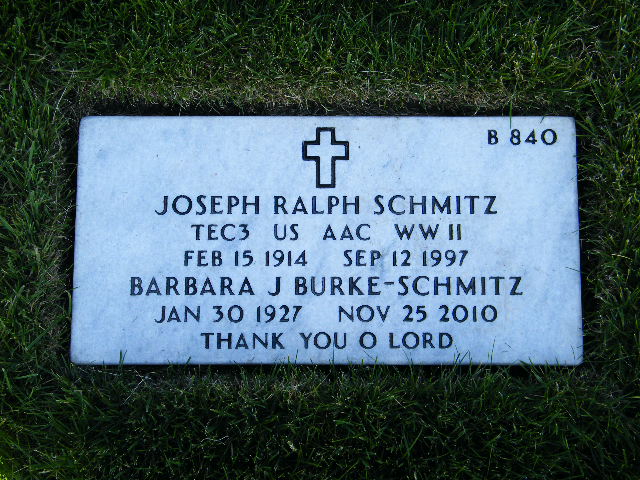 B 840
JOSEPH RALPH SCHMITZ
TEC3 US AAC WW II
FEB 15 1914 SEP 12 1997
BARBARA J BURKE-SCHMITZ
JAN 30 1927 NOV 25 2010
THANK YOU O LORD